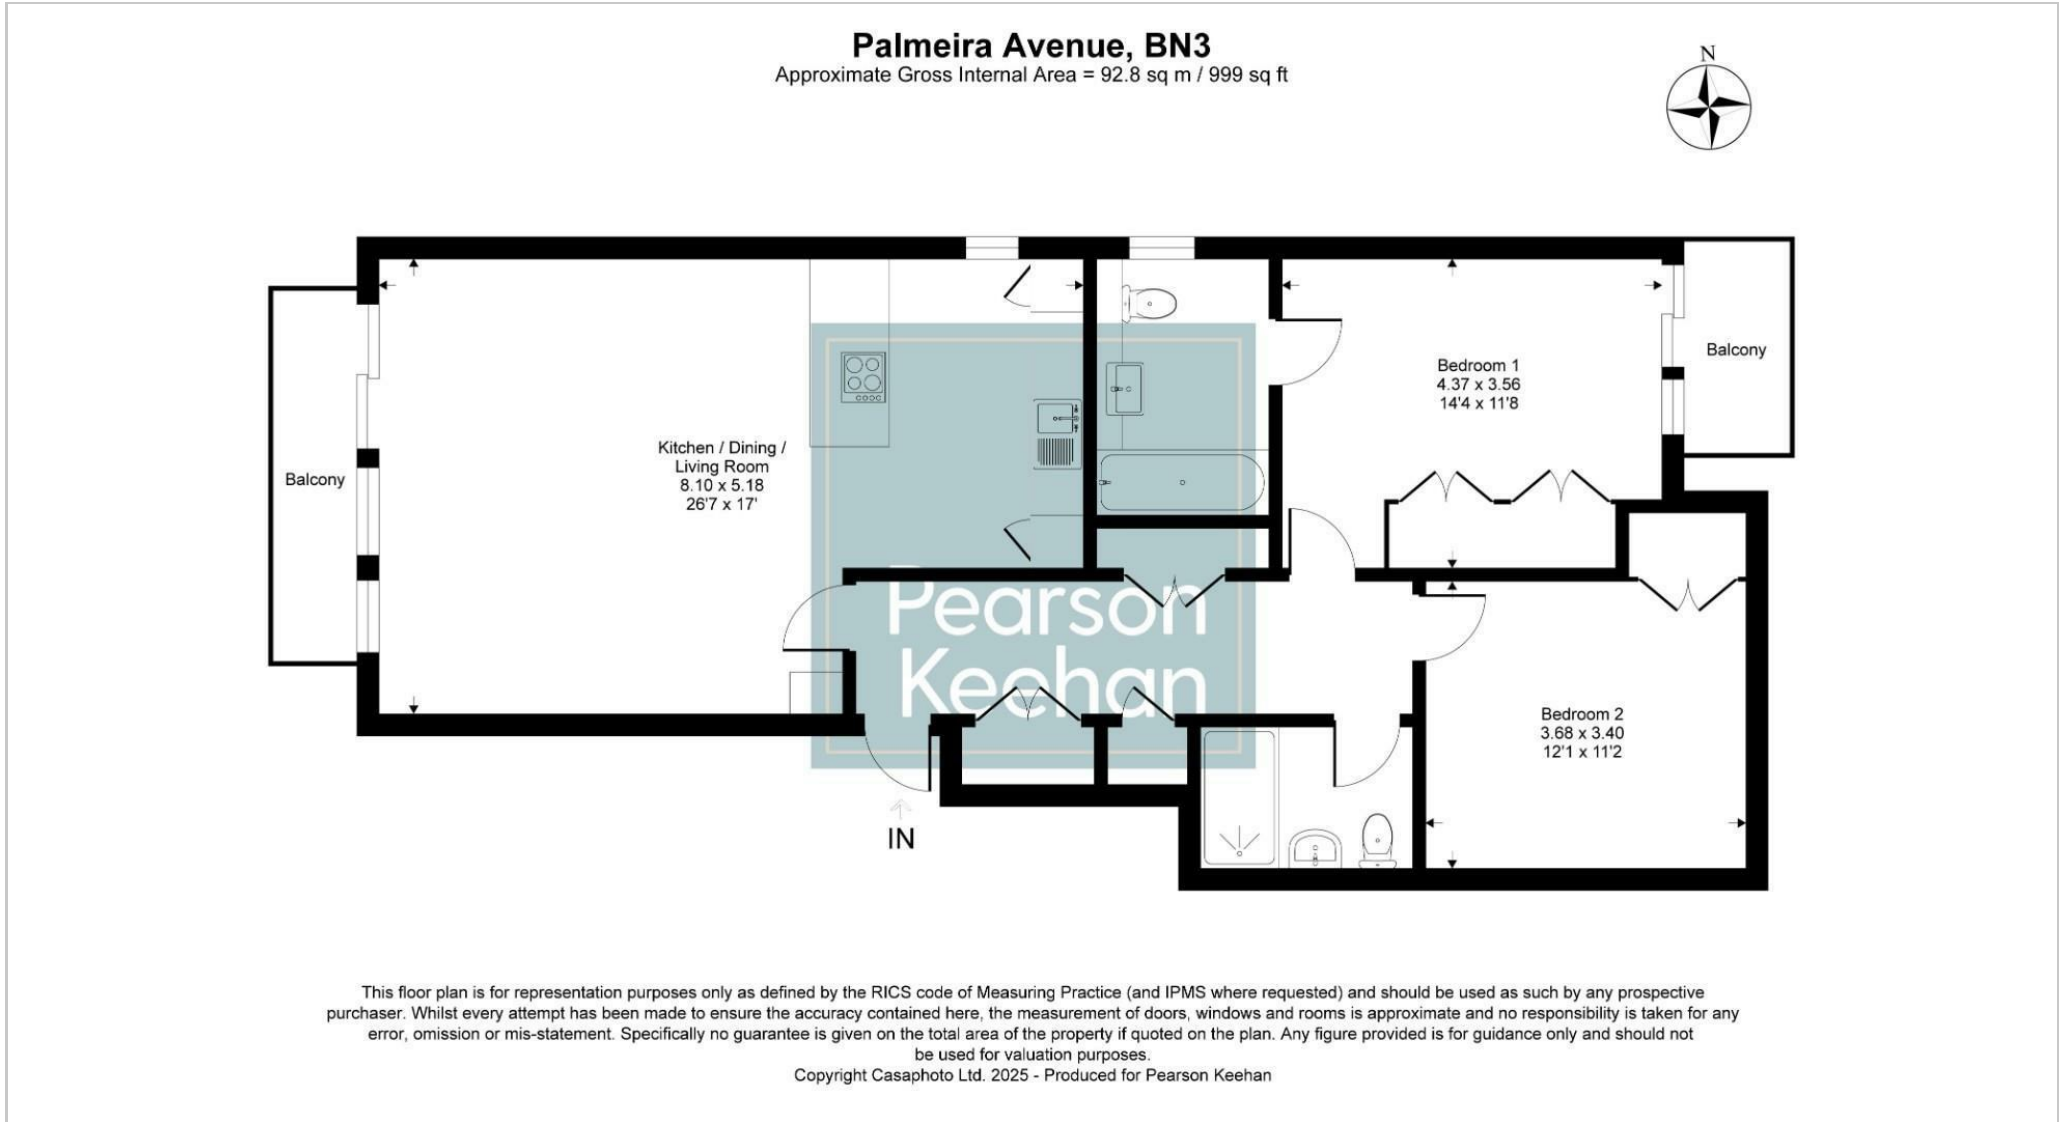 Palmeira Avenue, BN3
Approximate Gross Internal Area = 92.8 sq m / 999 sq ft
N
Balcony
Kitchen / Dining /
Living Room
8.10 x 5.18
26'7 x 17'
Bedroom 1
4.37 x 3.56
14'4 x 11'8
Balcony
Pearson
Keehan
Bedroom 2
3.68 x 3.40
12'1 x 11'2
IN
This floor plan is for representation purposes only as defined by the RICS code of Measuring Practice (and IPMS where requested) and should be used as such by any prospective
purchaser. Whilst every attempt has been made to ensure the accuracy contained here, the measurement of doors, windows and rooms is approximate and no responsibility is taken for any
error, omission or mis-statement. Specifically no guarantee is given on the total area of the property if quoted on the plan. Any figure provided is for guidance only and should not
be used for valuation purposes.
Copyright Casaphoto Ltd. 2025 - Produced for Pearson Keehan